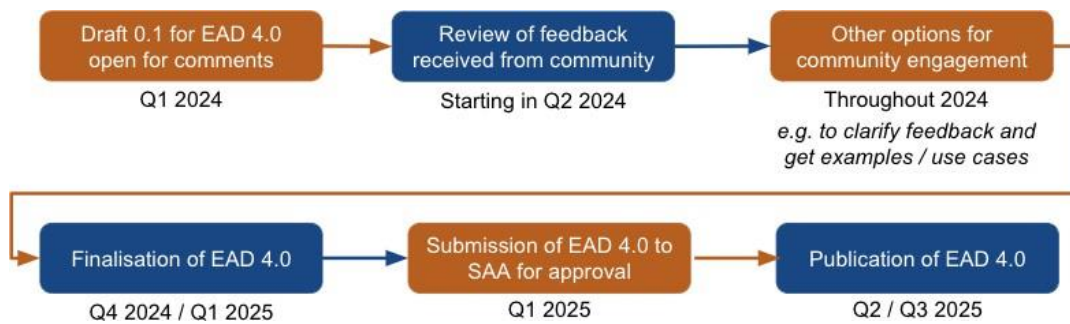 Draft 0.1 for EAD 4.0
open for comments
Q1 2024
Review of feedback
received from community
Starting in Q2 2024
Other options for
community engagement
Throughout 2024
e.g. to clarify feedback and
get examples / use cases
Finalisation of EAD 4.0
Q4 2024 / Q1 2025
Submission of EAD 4.0 to
SAA for approval
Q1 2025
Publication of EAD 4.0
Q2 / Q3 2025